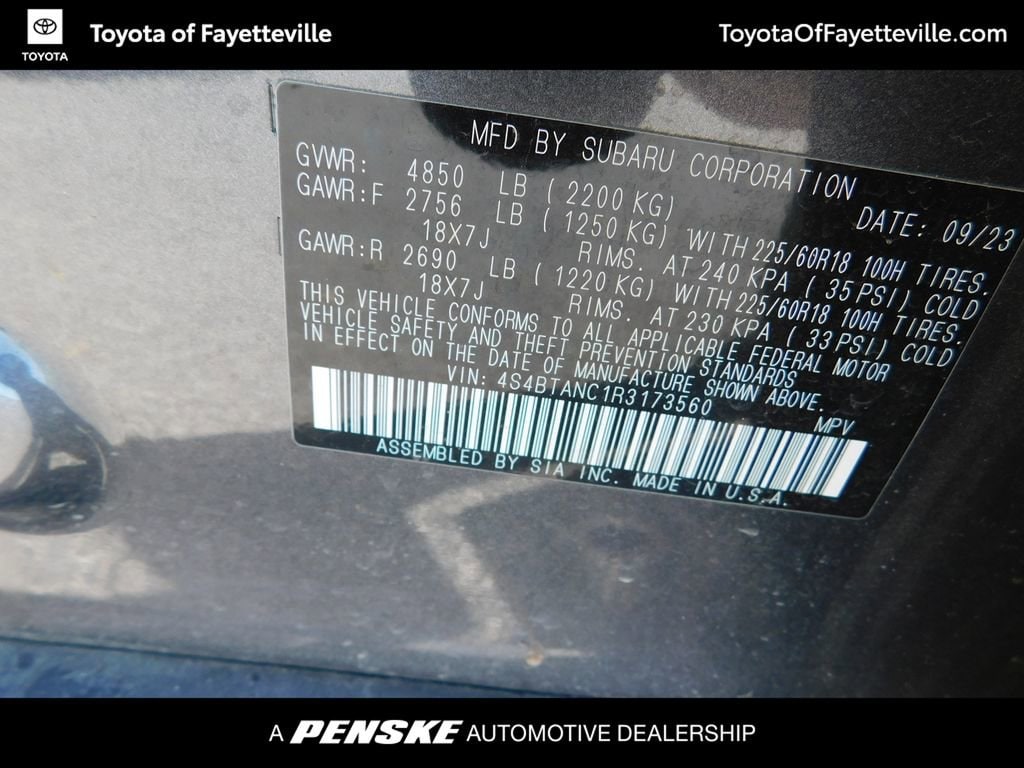 TOYOTA
Toyota of Fayetteville
ToyotaOfFayetteville.com
MFD BY SUBARU CORPORATION
DATE: 09/23
GVWR: 4850 LB ( 2200 KG)
GAWR:F 2756 LB ( 1250 KG) WITH 225/60R18 100H TIRES.
18X7J RIMS. AT 240 KPA ( 35 PSI) COLD
GAWR:R 2690 LB ( 1220 KG) WITH 225/60R18 100H TIRES.
18X7J RIMS. AT 230 KPA ( 33 PSI) COLD
THIS VEHICLE CONFORMS TO ALL APPLICABLE FEDERAL MOTOR
VEHICLE SAFETY AND THEFT PREVENTION STANDARDS
IN EFFECT ON THE DATE OF MANUFACTURE SHOWN ABOVE.
VIN: 4S4BTANC1R3173560 MPV
ASSEMBLED BY SIA INC. MADE IN U.S.A.
A PENSKE AUTOMOTIVE DEALERSHIP